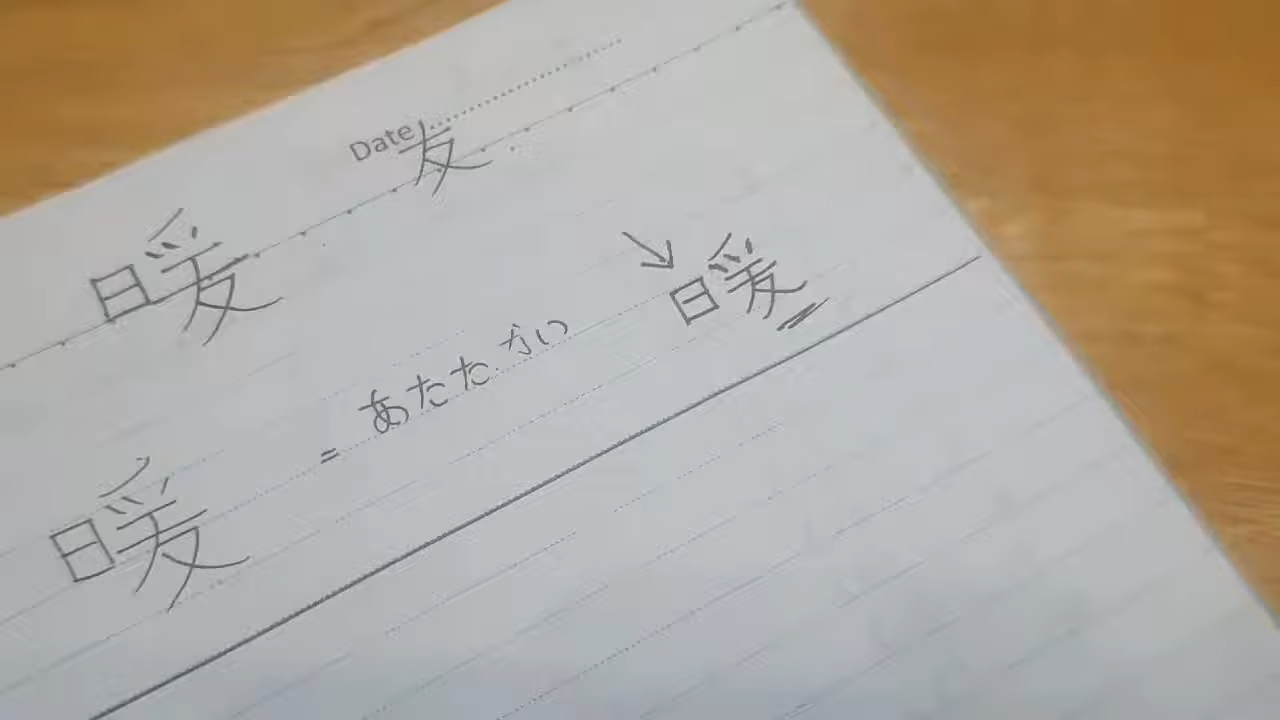 Date
友
暖
暖
= あたたかい
暖